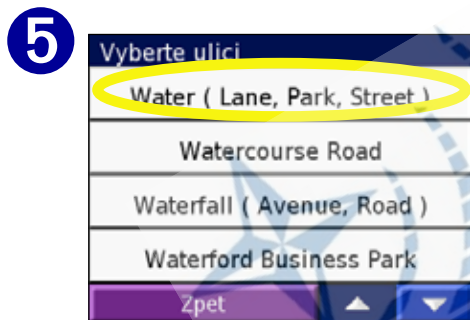 5
Vyberte ulici
Water ( Lane, Park, Street )
Watercourse Road
Waterfall ( Avenue, Road )
Waterford Business Park
Zpet